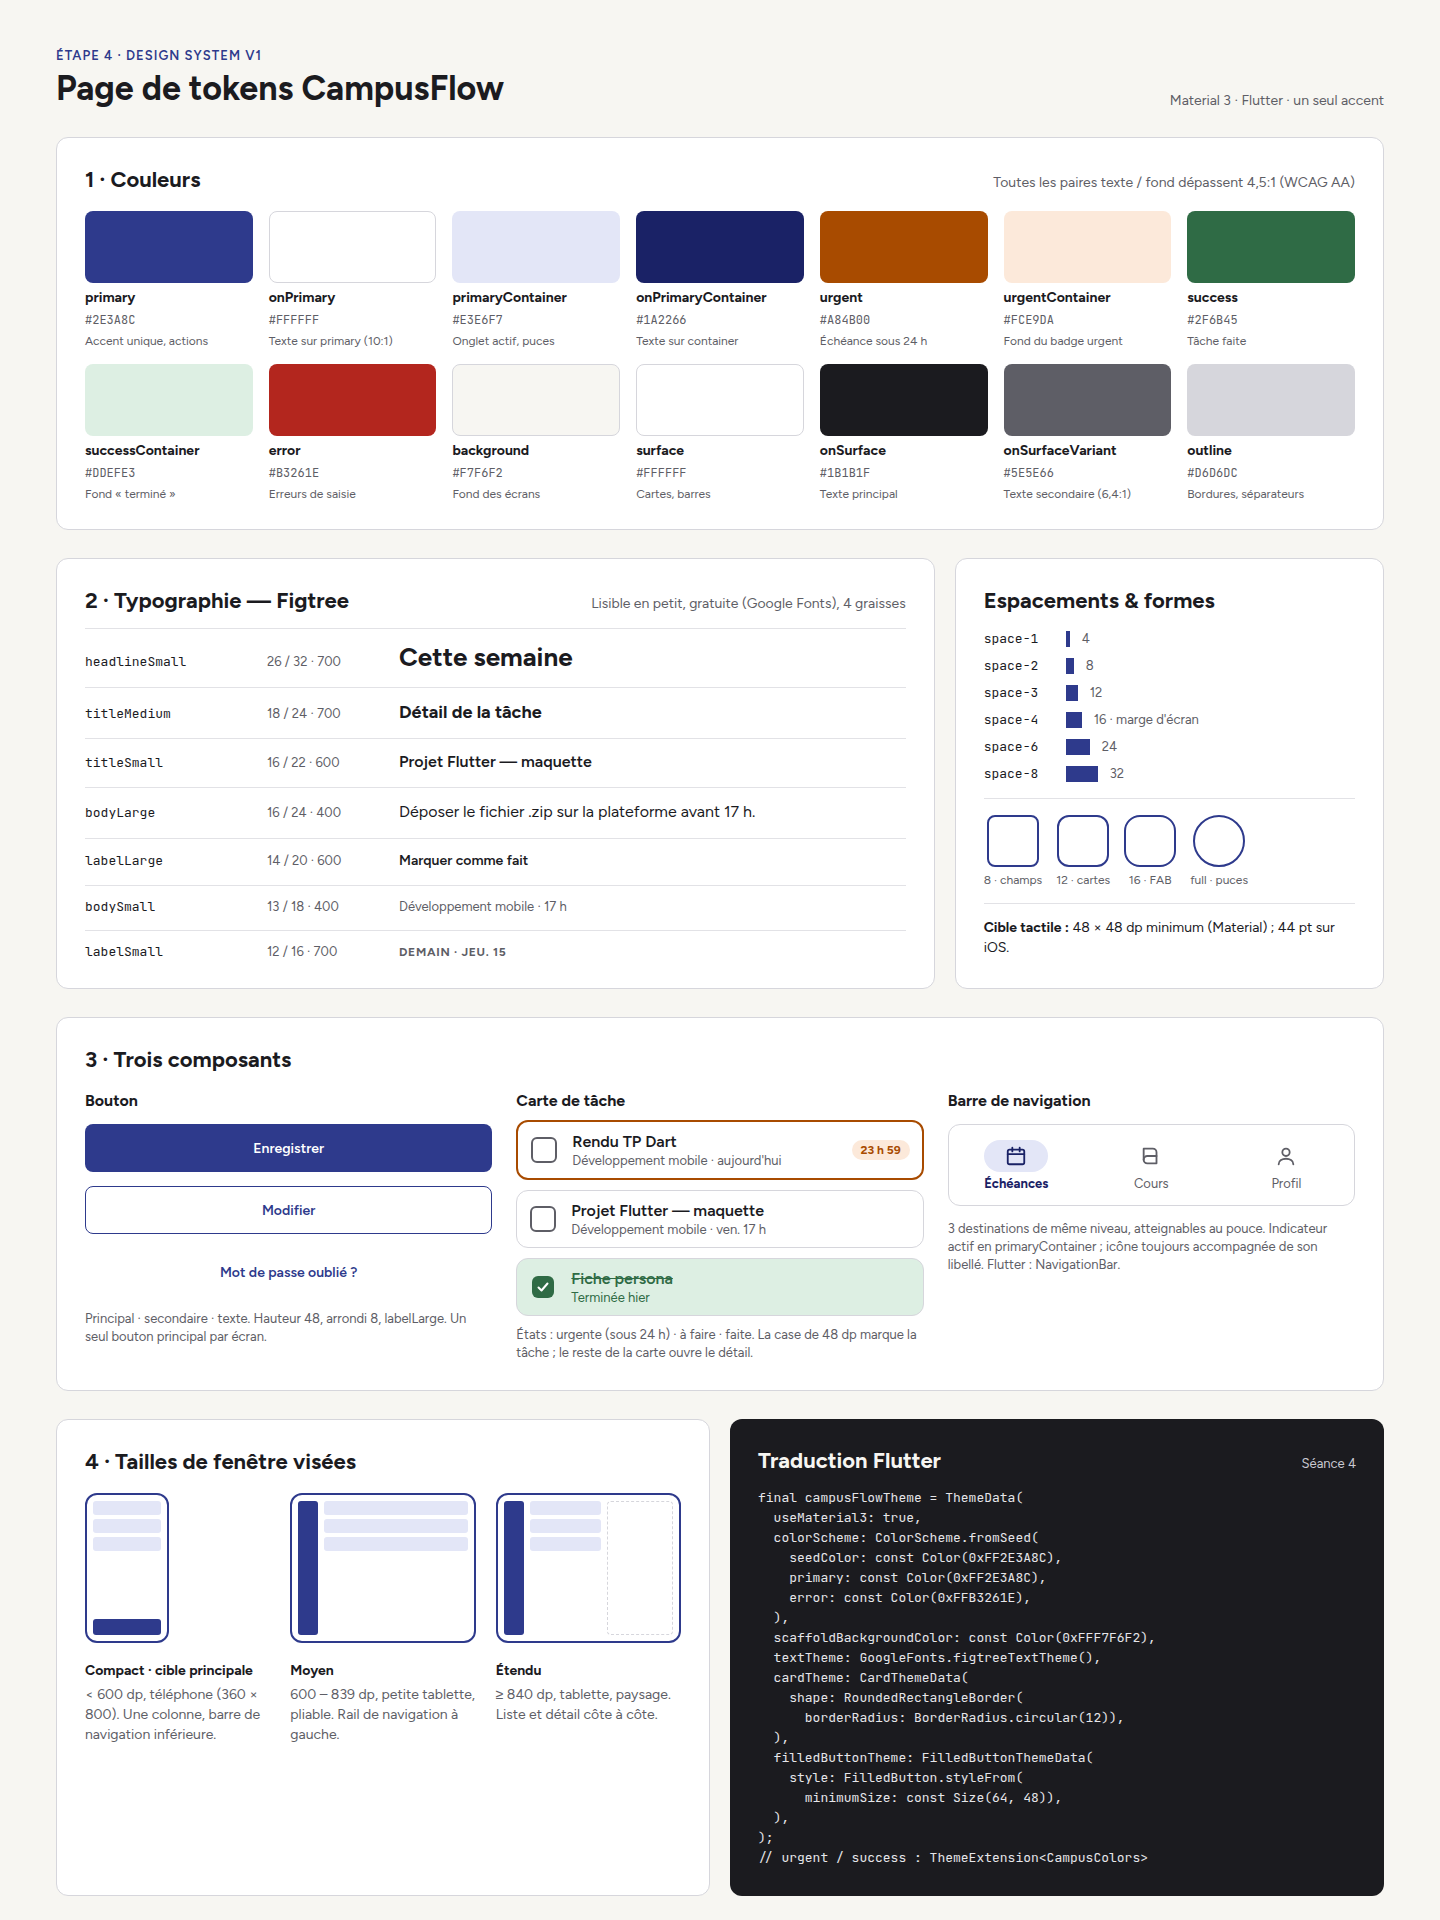 ÉTAPE 4 · DESIGN SYSTEM V1
Page de tokens CampusFlow
Material 3 · Flutter · un seul accent
1 · Couleurs
Toutes les paires texte / fond dépassent 4,5:1 (WCAG AA)
primary
#2E3A8C
Accent unique, actions
onPrimary
#FFFFFF
Texte sur primary (10:1)
primaryContainer
#E3E6F7
Onglet actif, puces
onPrimaryContainer
#1A2266
Texte sur container
urgent
#A84B00
Échéance sous 24 h
urgentContainer
#FCE9DA
Fond du badge urgent
success
#2F6B45
Tâche faite
successContainer
#DDEFE3
Fond « terminé »
error
#B3261E
Erreurs de saisie
background
#F7F6F2
Fond des écrans
surface
#FFFFFF
Cartes, barres
onSurface
#1B1B1F
Texte principal
onSurfaceVariant
#5E5E66
Texte secondaire (6,4:1)
outline
#D6D6DC
Bordures, séparateurs
2 · Typographie — Figtree
Lisible en petit, gratuite (Google Fonts), 4 graisses
headlineSmall 26 / 32 · 700 Cette semaine
titleMedium 18 / 24 · 700 Détail de la tâche
titleSmall 16 / 22 · 600 Projet Flutter — maquette
bodyLarge 16 / 24 · 400 Déposer le fichier .zip sur la plateforme avant 17 h.
labelLarge 14 / 20 · 600 Marquer comme fait
bodySmall 13 / 18 · 400 Développement mobile · 17 h
labelSmall 12 / 16 · 700 DEMAIN · JEU. 15
Espacements & formes
space-1 4
space-2 8
space-3 12
space-4 16 · marge d'écran
space-6 24
space-8 32
8 · champs
12 · cartes
16 · FAB
full · puces
Cible tactile : 48 × 48 dp minimum (Material) ; 44 pt sur
iOS.
3 · Trois composants
Bouton
Enregistrer
Modifier
Mot de passe oublié ?
Principal · secondaire · texte. Hauteur 48, arrondi 8, labelLarge. Un
seul bouton principal par écran.
Carte de tâche
Rendu TP Dart
Développement mobile · aujourd'hui
23 h 59
Projet Flutter — maquette
Développement mobile · ven. 17 h
Fiche persona
Terminée hier
États : urgente (sous 24 h) · à faire · faite. La case de 48 dp marque la
tâche ; le reste de la carte ouvre le détail.
Barre de navigation
Échéances
Cours
Profil
3 destinations de même niveau, atteignables au pouce. Indicateur
actif en primaryContainer ; icône toujours accompagnée de son
libellé. Flutter : NavigationBar.
4 · Tailles de fenêtre visées
Compact · cible principale
< 600 dp, téléphone (360 ×
800). Une colonne, barre de
navigation inférieure.
Moyen
600 – 839 dp, petite tablette,
pliable. Rail de navigation à
gauche.
Étendu
≥ 840 dp, tablette, paysage.
Liste et détail côte à côte.
Traduction Flutter
Séance 4
final campusFlowTheme = ThemeData(
  useMaterial3: true,
  colorScheme: ColorScheme.fromSeed(
    seedColor: const Color(0xFF2E3A8C),
    primary: const Color(0xFF2E3A8C),
    error: const Color(0xFFB3261E),
  ),
  scaffoldBackgroundColor: const Color(0xFFF7F6F2),
  textTheme: GoogleFonts.figtreeTextTheme(),
  cardTheme: CardThemeData(
    shape: RoundedRectangleBorder(
      borderRadius: BorderRadius.circular(12)),
  ),
  filledButtonTheme: FilledButtonThemeData(
    style: FilledButton.styleFrom(
      minimumSize: const Size(64, 48)),
  ),
);
// urgent / success : ThemeExtension<CampusColors>